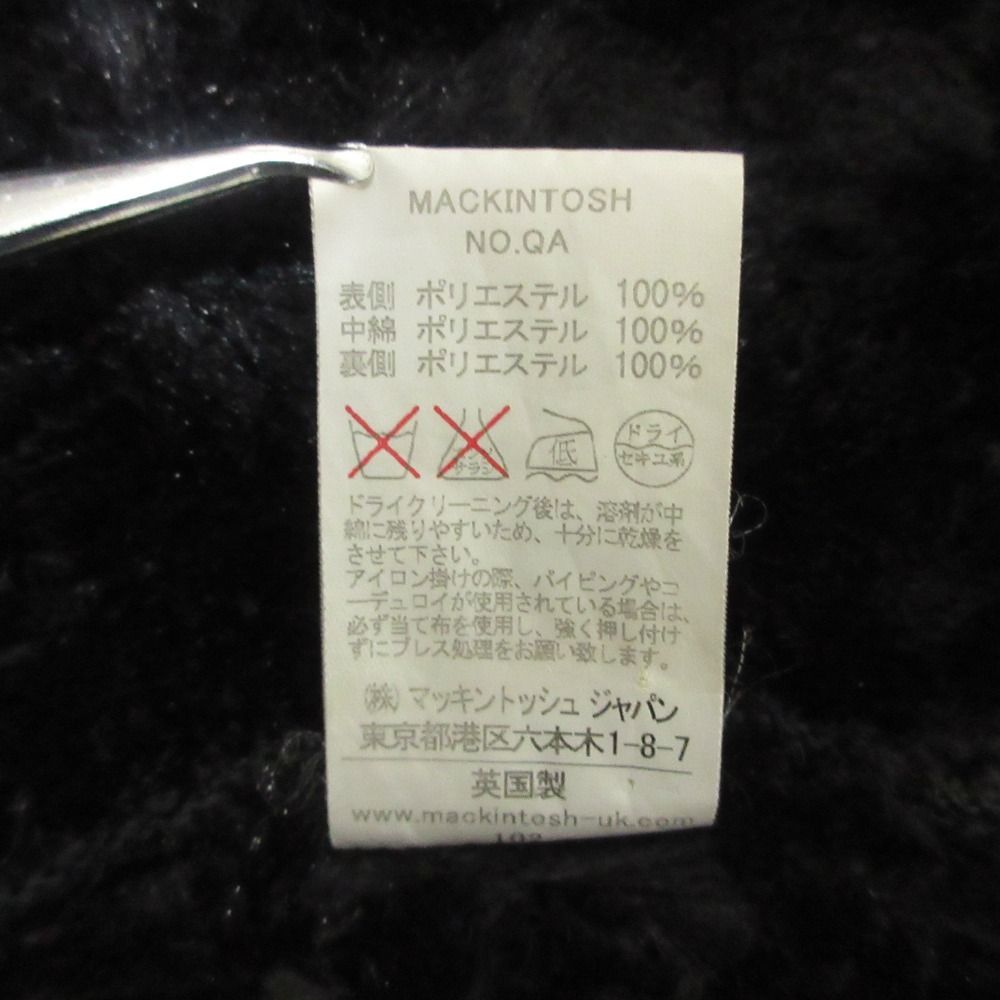 MACKINTOSH
NO.QA
表側 ポリエステル 100%
中綿 ポリエステル 100%
裏側 ポリエステル 100%
エンソ サラシ 低 ドライ セキユ系
ドライクリーニング後は、溶剤が中
綿に残りやすいため、十分に乾燥を
させて下さい。
アイロン掛けの際、パイピングやコ
ーデュロイが使用されている場合は、
必ず当て布を使用し、強く押し付け
ずにプレス処理をお願い致します。
㈱ マッキントッシュ ジャパン
東京都港区六本木1-8-7
英国製
www.mackintosh-uk.com